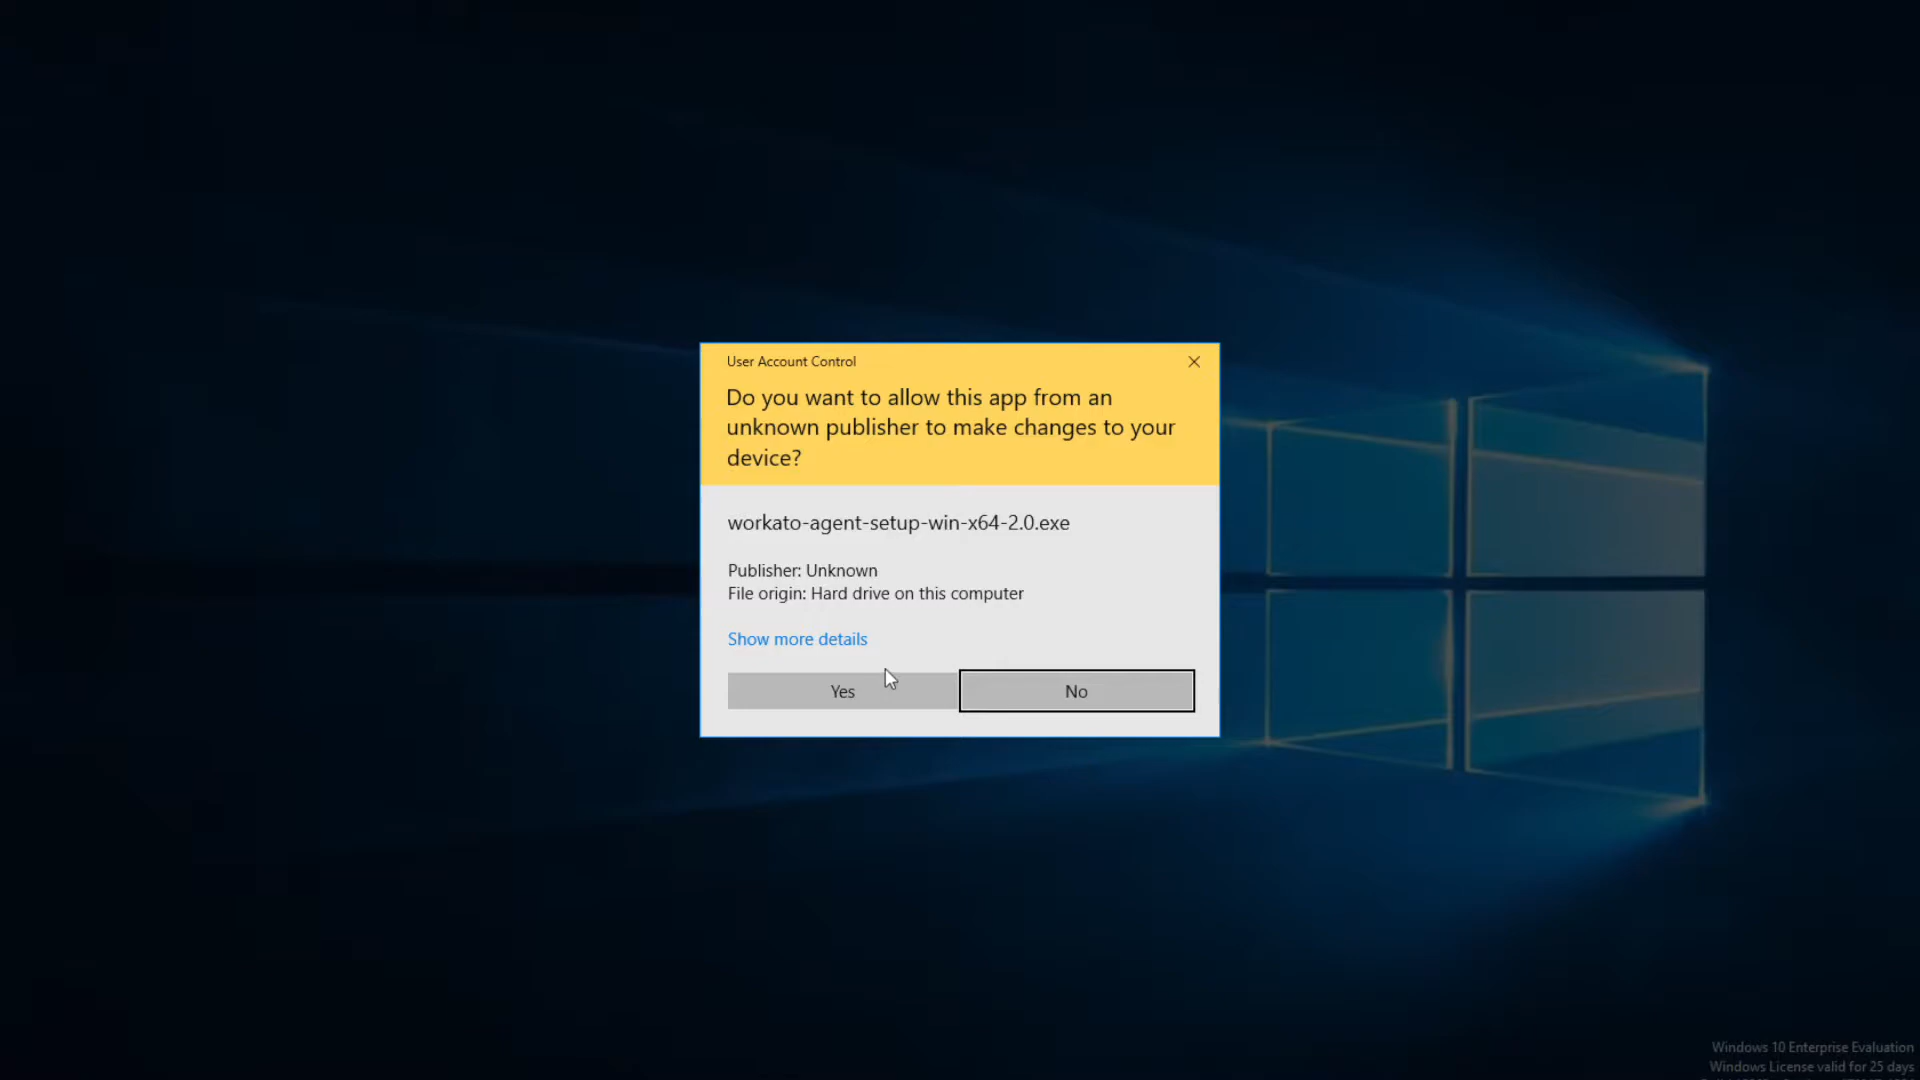 User Account Control
Do you want to allow this app from an
unknown publisher to make changes to your
device?
workato-agent-setup-win-x64-2.0.exe
Publisher: Unknown
File origin: Hard drive on this computer
Show more details
Yes
No
Windows 10 Enterprise Evaluation
Windows License valid for 25 days